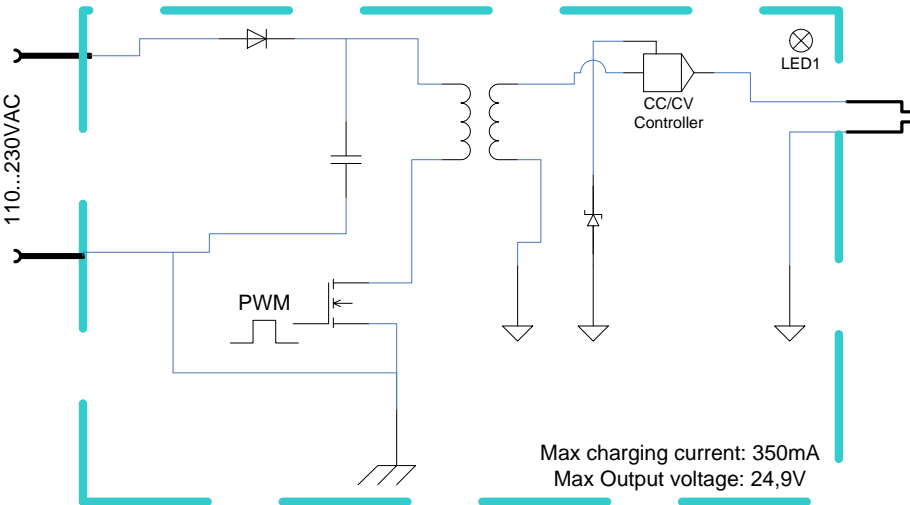 LED1
CC/CV
Controller
110...230VAC
PWM
Max charging current: 350mA
Max Output voltage: 24,9V